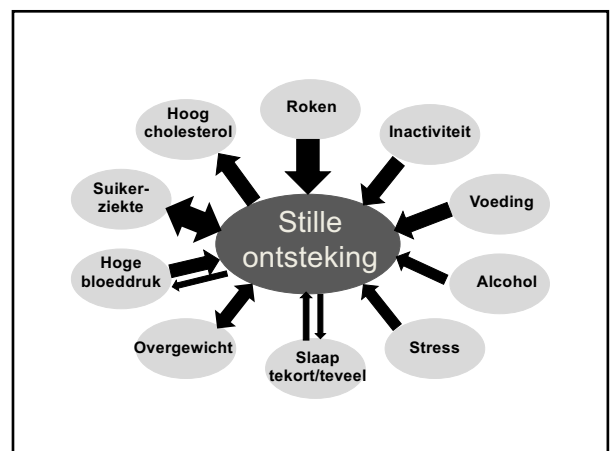 Roken
Hoog
cholesterol
Inactiviteit
Suiker-
ziekte
Voeding
Stille
ontsteking
Hoge
bloeddruk
Alcohol
Overgewicht
Slaap
tekort/teveel
Stress